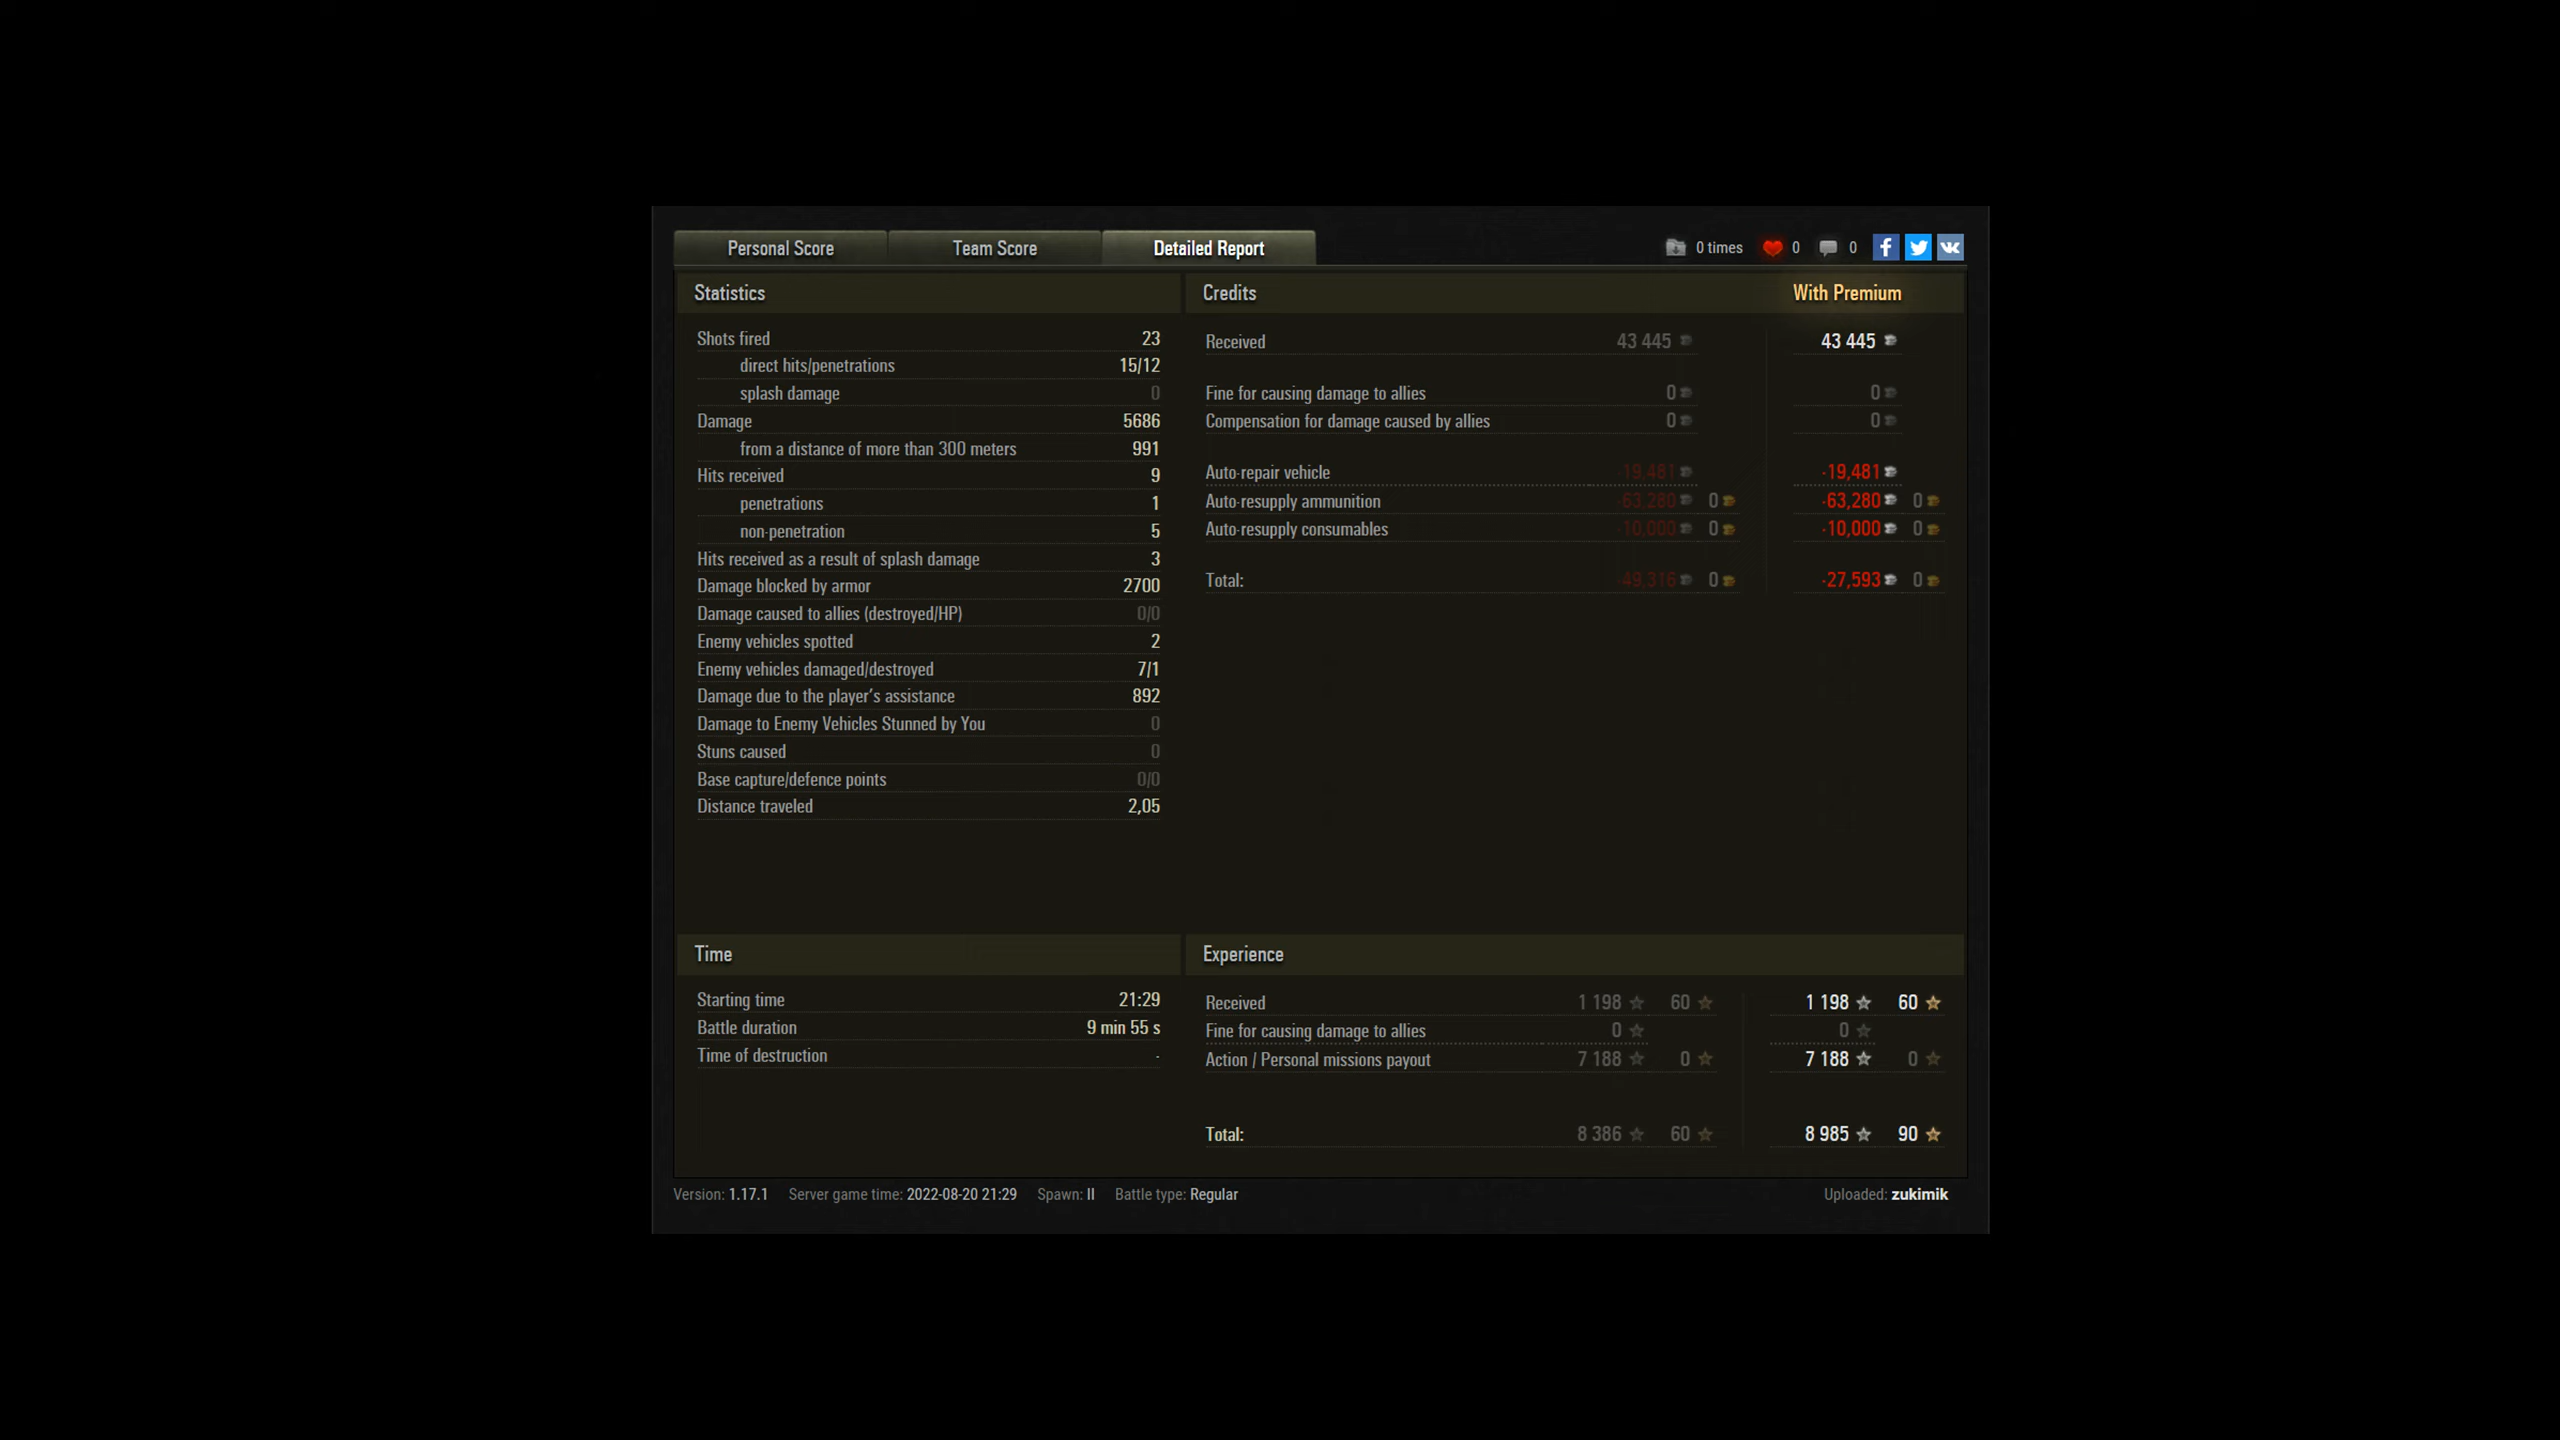 Personal Score Team Score Detailed Report 0 times 0 0
Statistics
Shots fired 23
direct hits/penetrations 15/12
splash damage 0
Damage 5686
from a distance of more than 300 meters 991
Hits received 9
penetrations 1
non-penetration 5
Hits received as a result of splash damage 3
Damage blocked by armor 2700
Damage caused to allies (destroyed/HP) 0/0
Enemy vehicles spotted 2
Enemy vehicles damaged/destroyed 7/1
Damage due to the player's assistance 892
Damage to Enemy Vehicles Stunned by You 0
Stuns caused 0
Base capture/defence points 0/0
Distance traveled 2,05
Credits With Premium
Received 43 445 43 445
Fine for causing damage to allies 0 0
Compensation for damage caused by allies 0 0
Auto-repair vehicle -19,481 -19,481
Auto-resupply ammunition -63,280 0 -63,280 0
Auto-resupply consumables -10,000 0 -10,000 0
Total: -49,316 0 -27,593 0
Time
Starting time 21:29
Battle duration 9 min 55 s
Time of destruction -
Experience
Received 1 198 60 1 198 60
Fine for causing damage to allies 0 0
Action / Personal missions payout 7 188 0 7 188 0
Total: 8 386 60 8 985 90
Version: 1.17.1 Server game time: 2022-08-20 21:29 Spawn: II Battle type: Regular Uploaded: zukimik